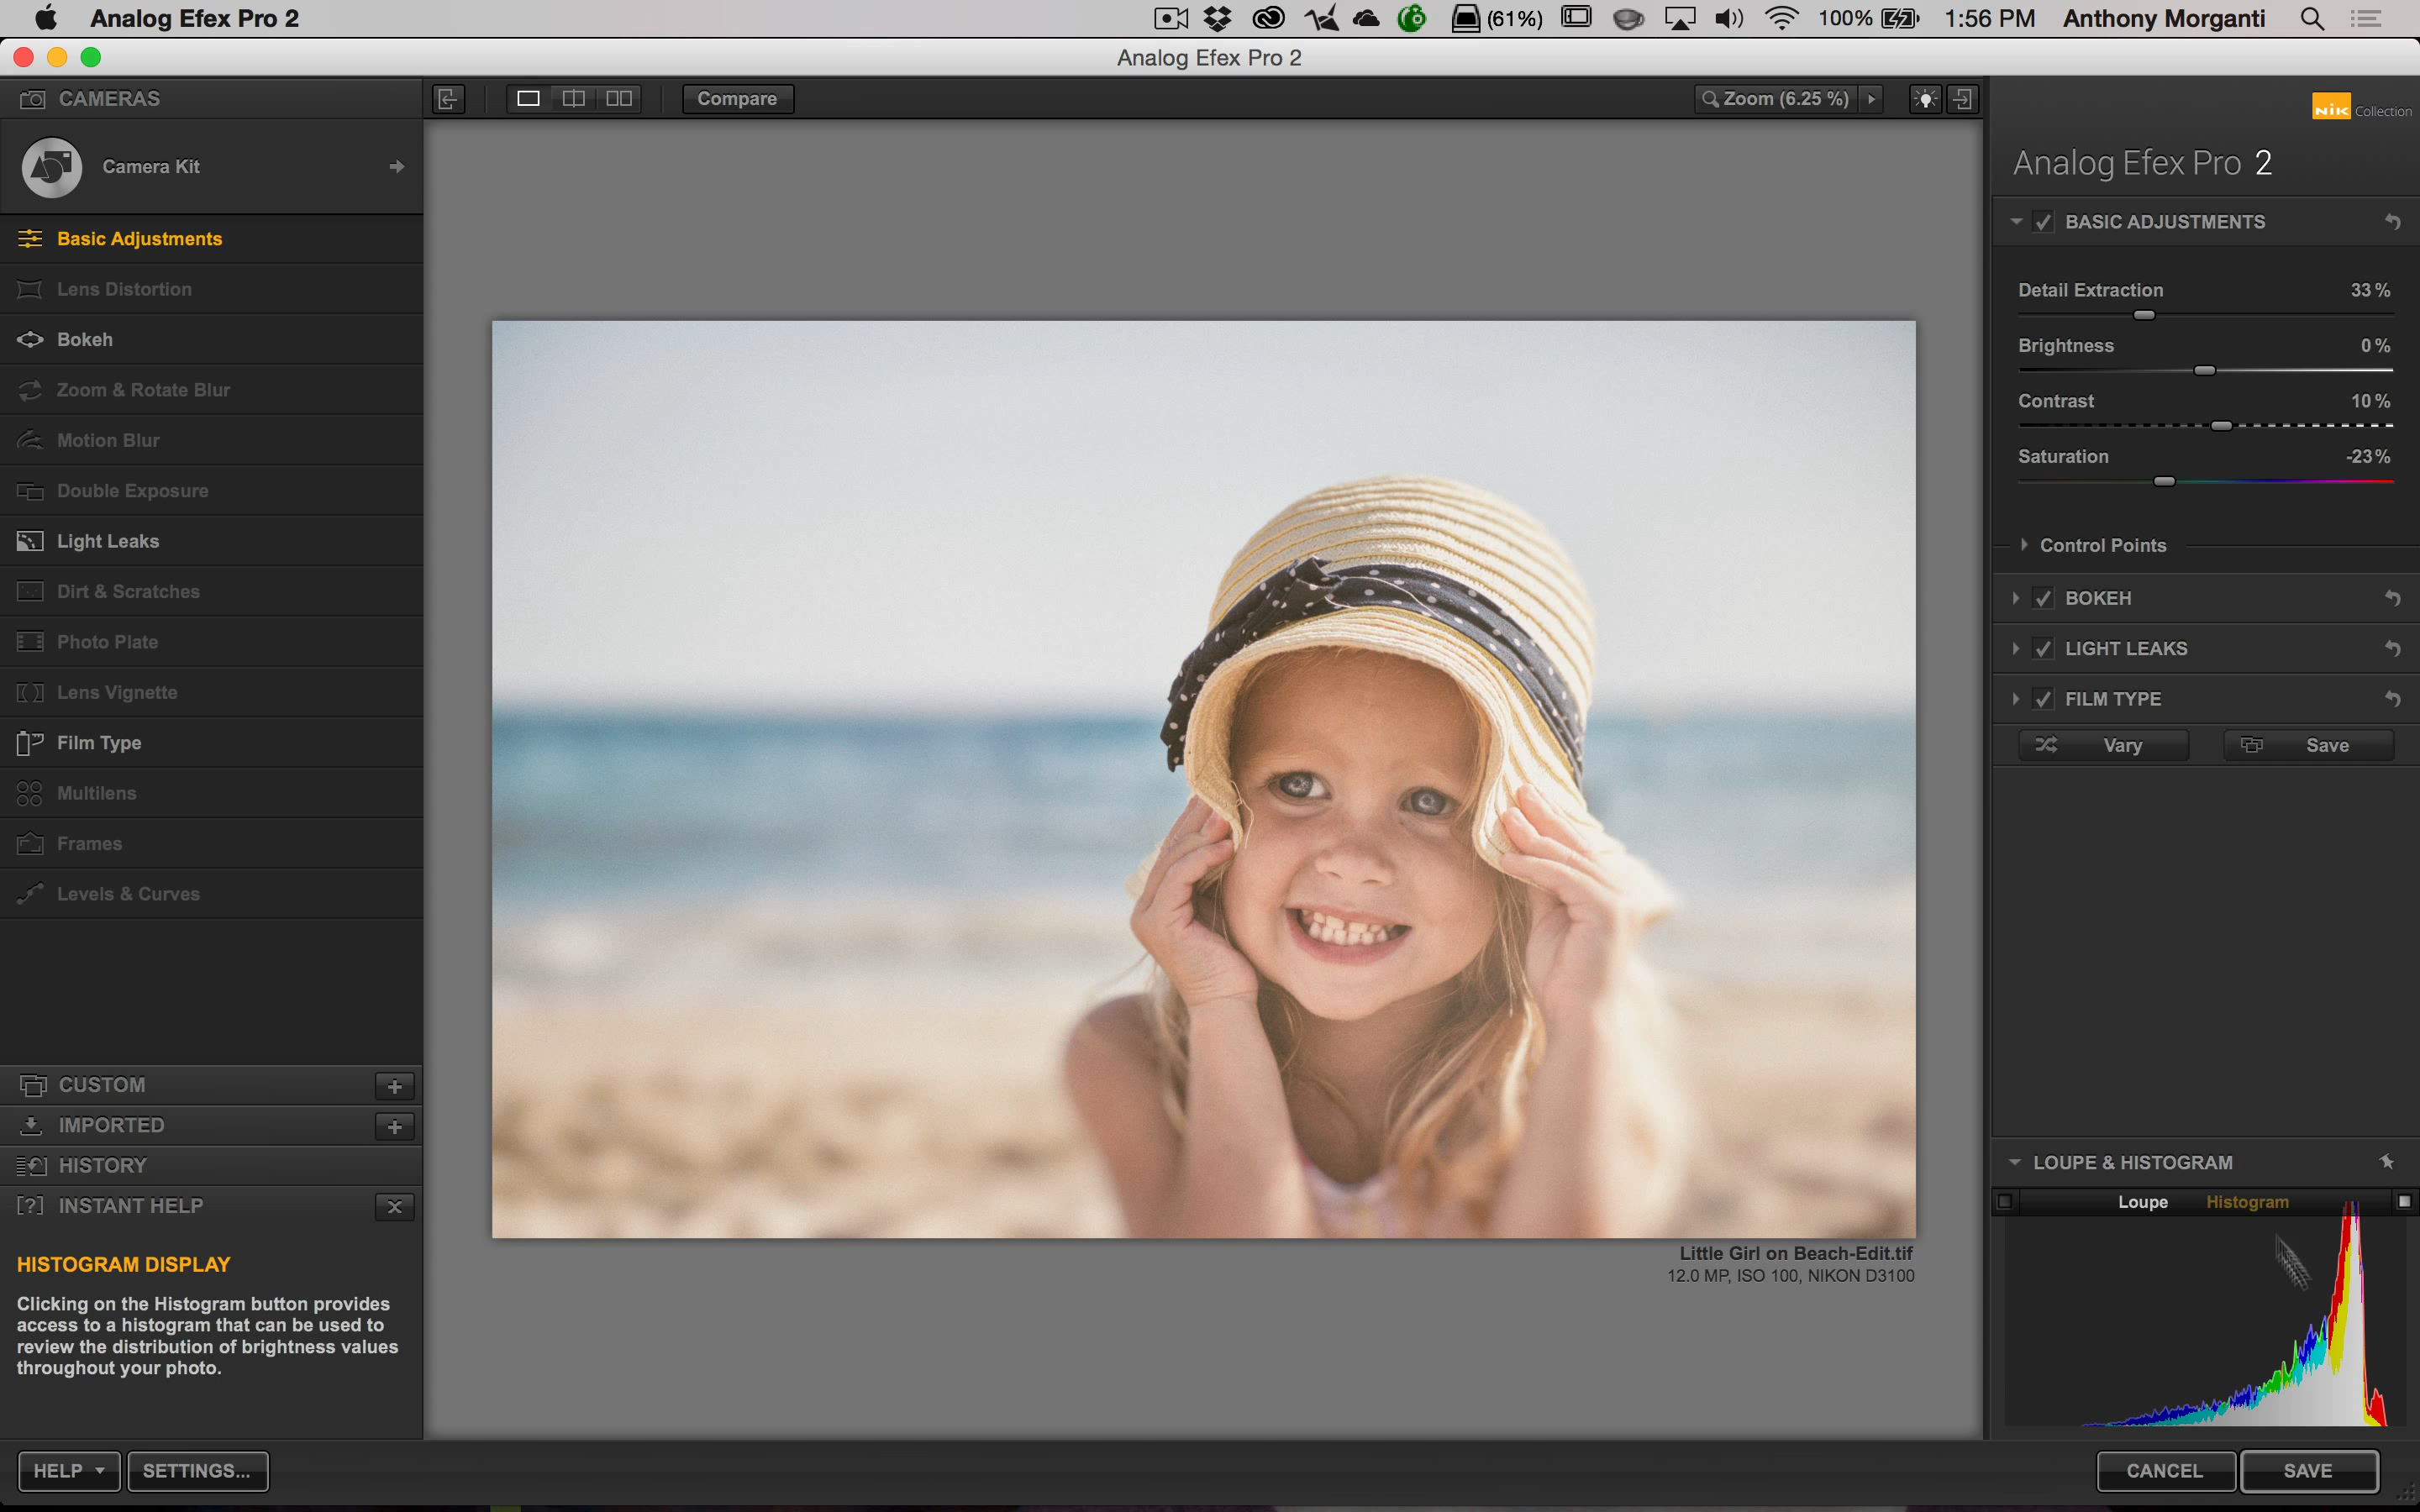 Analog Efex Pro 2
(61%)
100%
1:56 PM
Anthony Morganti
Analog Efex Pro 2
CAMERAS
Compare
Zoom (6.25 %)
Camera Kit
Basic Adjustments
Lens Distortion
Bokeh
Zoom & Rotate Blur
Motion Blur
Double Exposure
Light Leaks
Dirt & Scratches
Photo Plate
Lens Vignette
Film Type
Multilens
Frames
Levels & Curves
CUSTOM
IMPORTED
HISTORY
[?] INSTANT HELP
HISTOGRAM DISPLAY
Clicking on the Histogram button provides
access to a histogram that can be used to
review the distribution of brightness values
throughout your photo.
HELP
SETTINGS...
Little Girl on Beach-Edit.tif
12.0 MP, ISO 100, NIKON D3100
Nik Collection
Analog Efex Pro 2
BASIC ADJUSTMENTS
Detail Extraction 33 %
Brightness 0 %
Contrast 10 %
Saturation -23 %
Control Points
BOKEH
LIGHT LEAKS
FILM TYPE
Vary Save
LOUPE & HISTOGRAM
Loupe Histogram
CANCEL SAVE